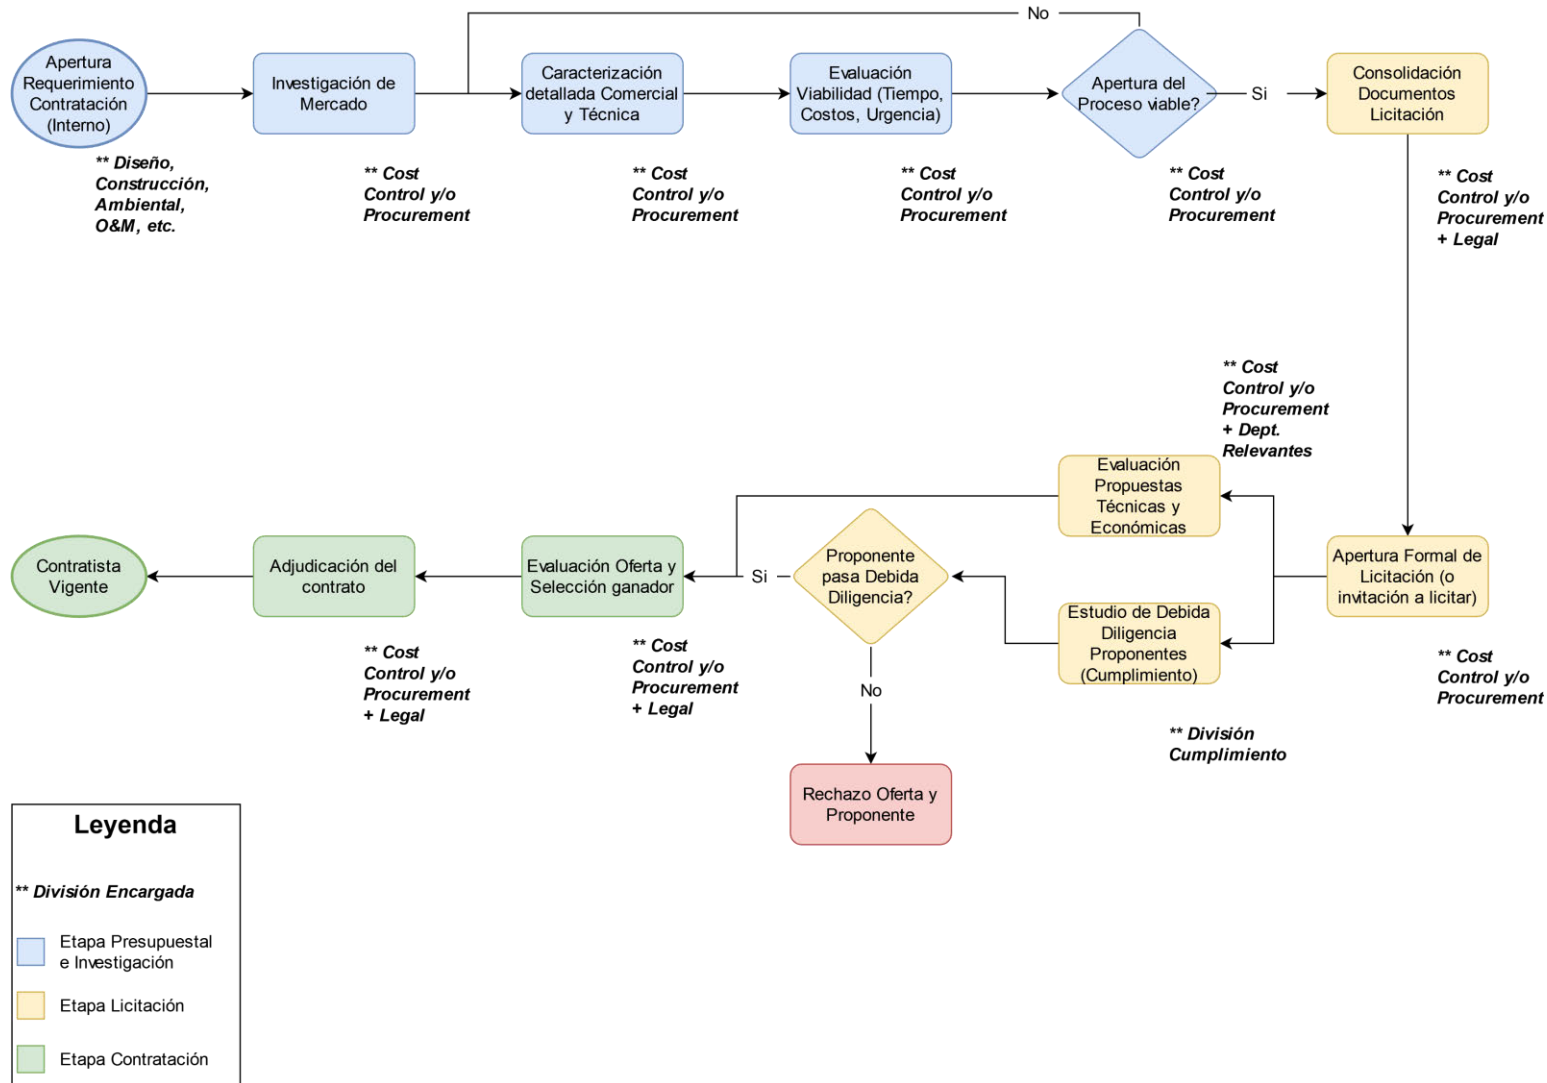 No
Apertura
Requerimiento
Contratación
(Interno)
Investigación de
Mercado
Caracterización
detallada Comercial
y Técnica
Evaluación
Viabilidad (Tiempo,
Costos, Urgencia)
Apertura del
Proceso viable?
Si
Consolidación
Documentos
Licitación
** Diseño,
Construcción,
Ambiental,
O&M, etc.
** Cost
Control y/o
Procurement
** Cost
Control y/o
Procurement
** Cost
Control y/o
Procurement
** Cost
Control y/o
Procurement
** Cost
Control y/o
Procurement
+ Legal
** Cost
Control y/o
Procurement
+ Dept.
Relevantes
Evaluación
Propuestas
Técnicas y
Económicas
Contratista
Vigente
Adjudicación del
contrato
Evaluación Oferta y
Selección ganador
Si
Proponente
pasa Debida
Diligencia?
Apertura Formal de
Licitación (o
invitación a licitar)
Estudio de Debida
Diligencia
Proponentes
(Cumplimiento)
** Cost
Control y/o
Procurement
+ Legal
** Cost
Control y/o
Procurement
+ Legal
No
** Cost
Control y/o
Procurement
** División
Cumplimiento
Rechazo Oferta y
Proponente
Leyenda
** División Encargada
Etapa Presupuestal
e Investigación
Etapa Licitación
Etapa Contratación